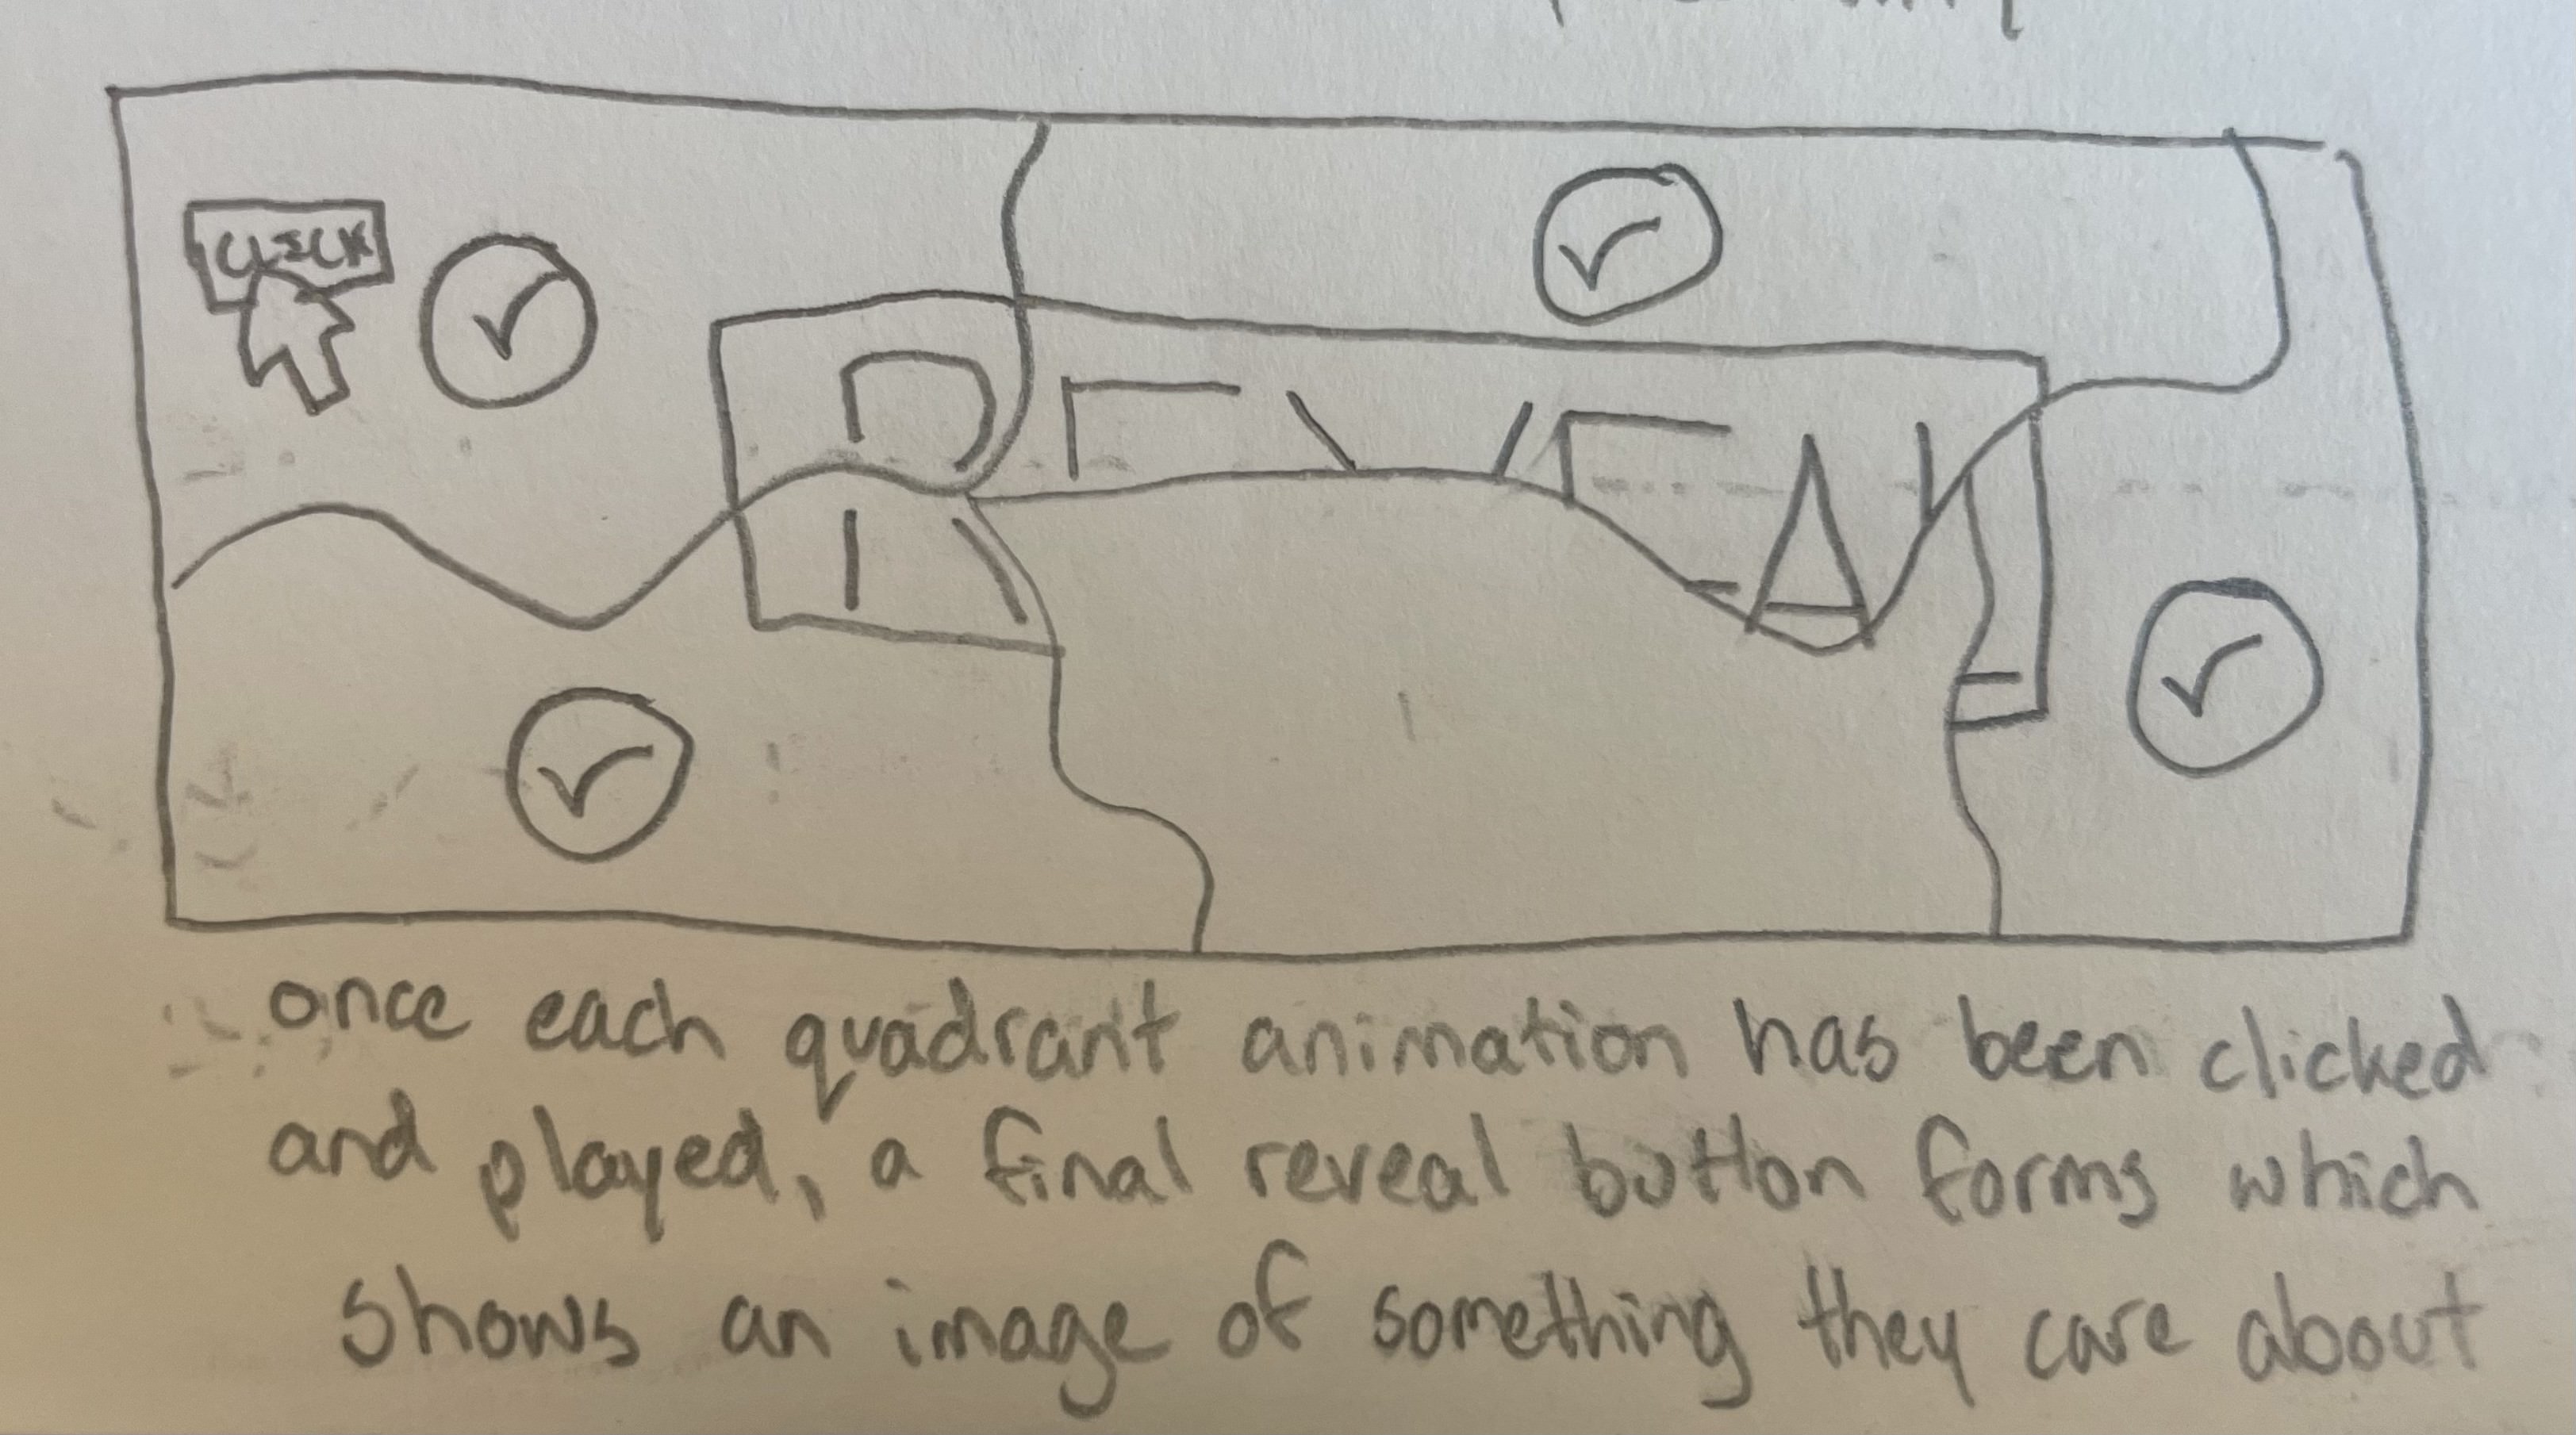 CLICK
once each quadrant animation has been clicked
and played, a final reveal button forms which
shows an image of something they care about